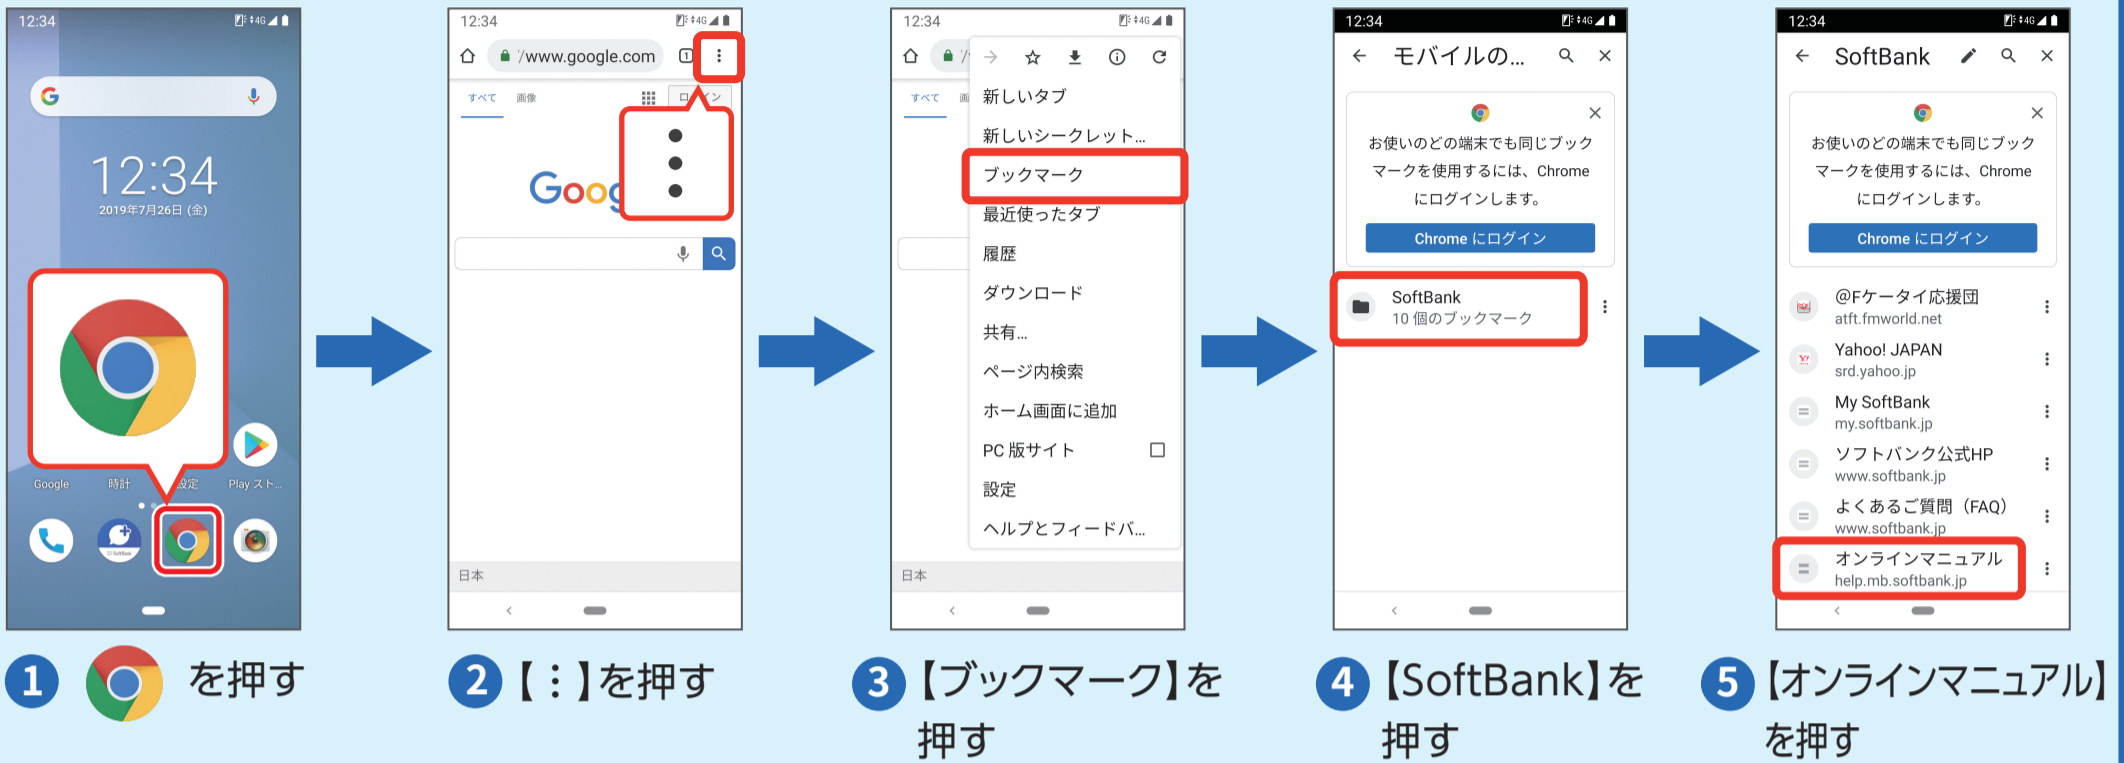 12:34
4G
12:34
2019年7月26日 (金)
Google
時計
設定
Play スト...
SoftBank
12:34
4G
/www.google.com
1
すべて
画像
ログイン
Goog
日本
12:34
4G
すべて
新しいタブ
新しいシークレット...
ブックマーク
最近使ったタブ
履歴
ダウンロード
共有...
ページ内検索
ホーム画面に追加
PC 版サイト
設定
ヘルプとフィードバ...
日本
12:34
4G
モバイルの...
お使いのどの端末でも同じブック
マークを使用するには、Chrome
にログインします。
Chrome にログイン
SoftBank
10 個のブックマーク
12:34
4G
SoftBank
お使いのどの端末でも同じブック
マークを使用するには、Chrome
にログインします。
Chrome にログイン
@Fケータイ応援団
atft.fmworld.net
Yahoo! JAPAN
srd.yahoo.jp
My SoftBank
my.softbank.jp
ソフトバンク公式HP
www.softbank.jp
よくあるご質問（FAQ）
www.softbank.jp
オンラインマニュアル
help.mb.softbank.jp
1 を押す
2【︙】を押す
3【ブックマーク】を
押す
4【SoftBank】を
押す
5【オンラインマニュアル】
を押す